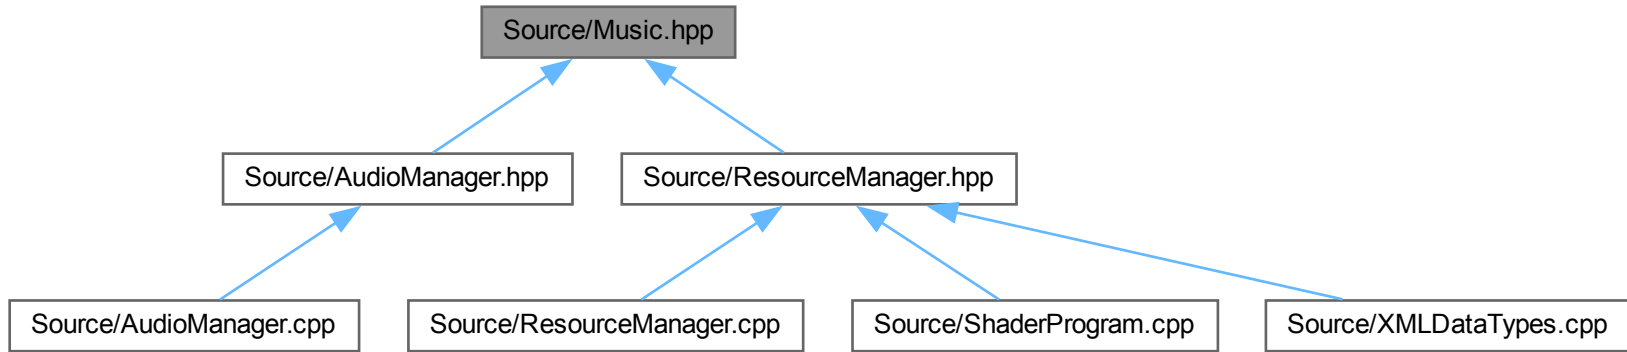 Source/Music.hpp
Source/AudioManager.hpp
Source/ResourceManager.hpp
Source/AudioManager.cpp
Source/ResourceManager.cpp
Source/ShaderProgram.cpp
Source/XMLDataTypes.cpp